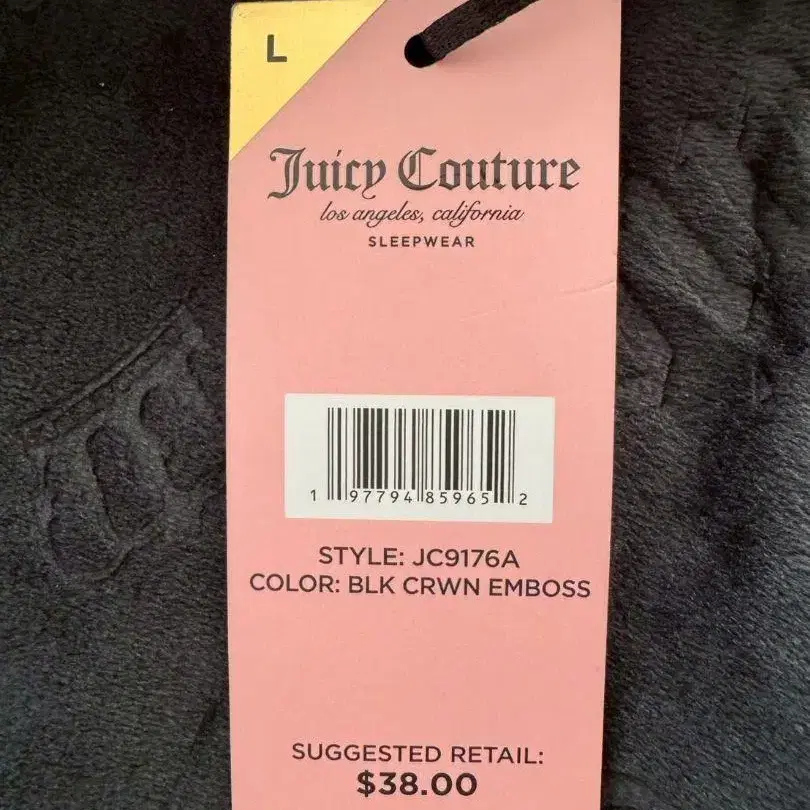 L
Juicy Couture
los angeles, california
SLEEPWEAR
1 97794 85965 2
STYLE: JC9176A
COLOR: BLK CRWN EMBOSS
SUGGESTED RETAIL:
$38.00